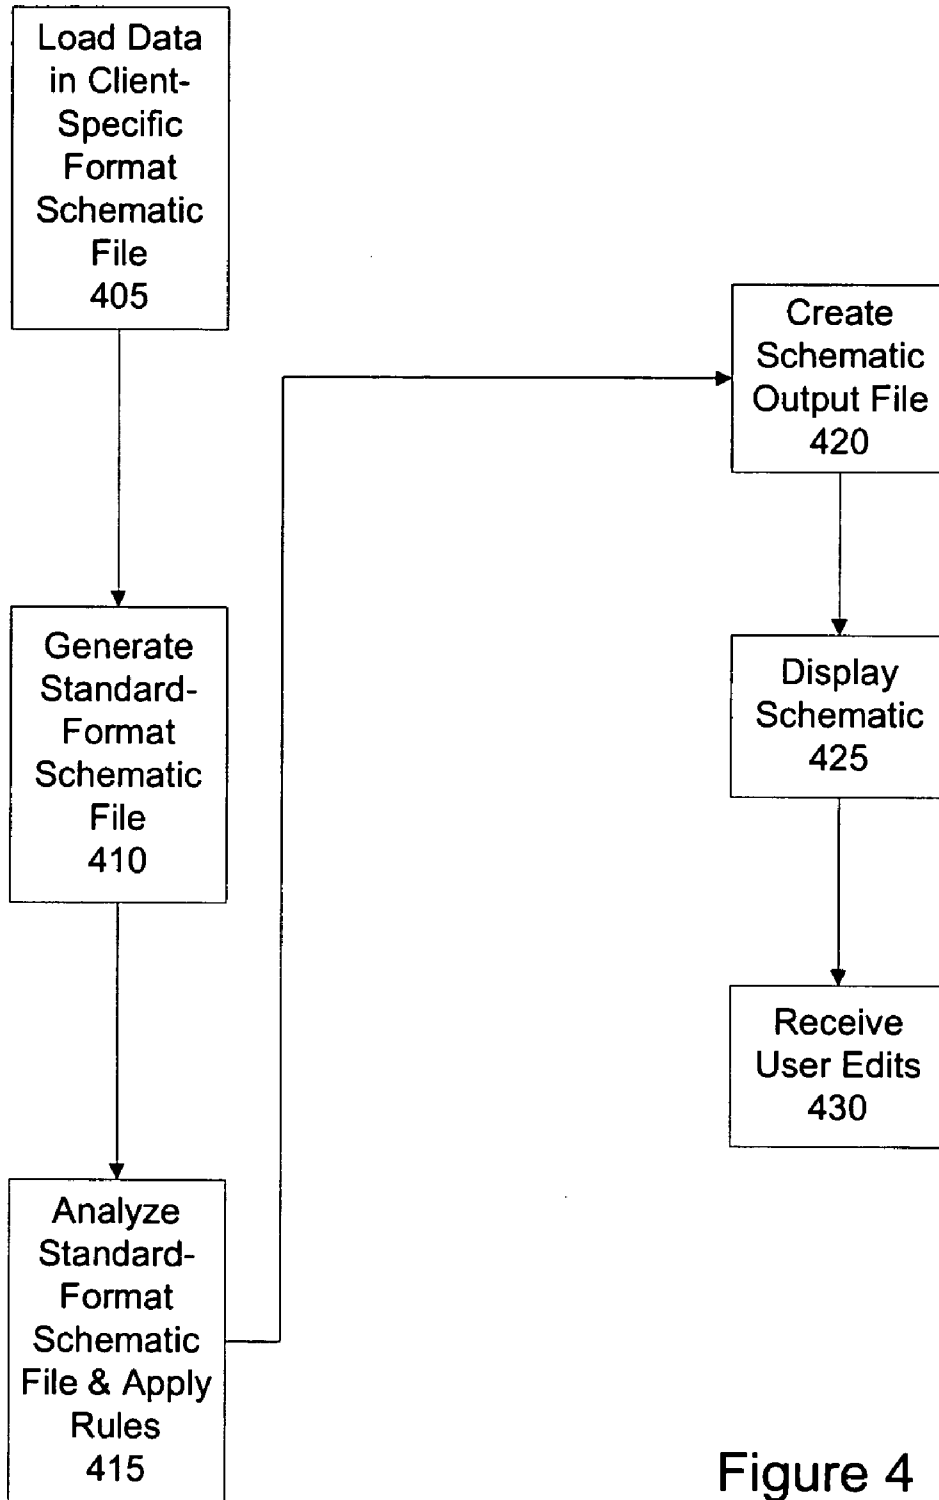 Load Data
in Client-
Specific
Format
Schematic
File
405
Generate
Standard-
Format
Schematic
File
410
Analyze
Standard-
Format
Schematic
File & Apply
Rules
415
Create
Schematic
Output File
420
Display
Schematic
425
Receive
User Edits
430
Figure 4